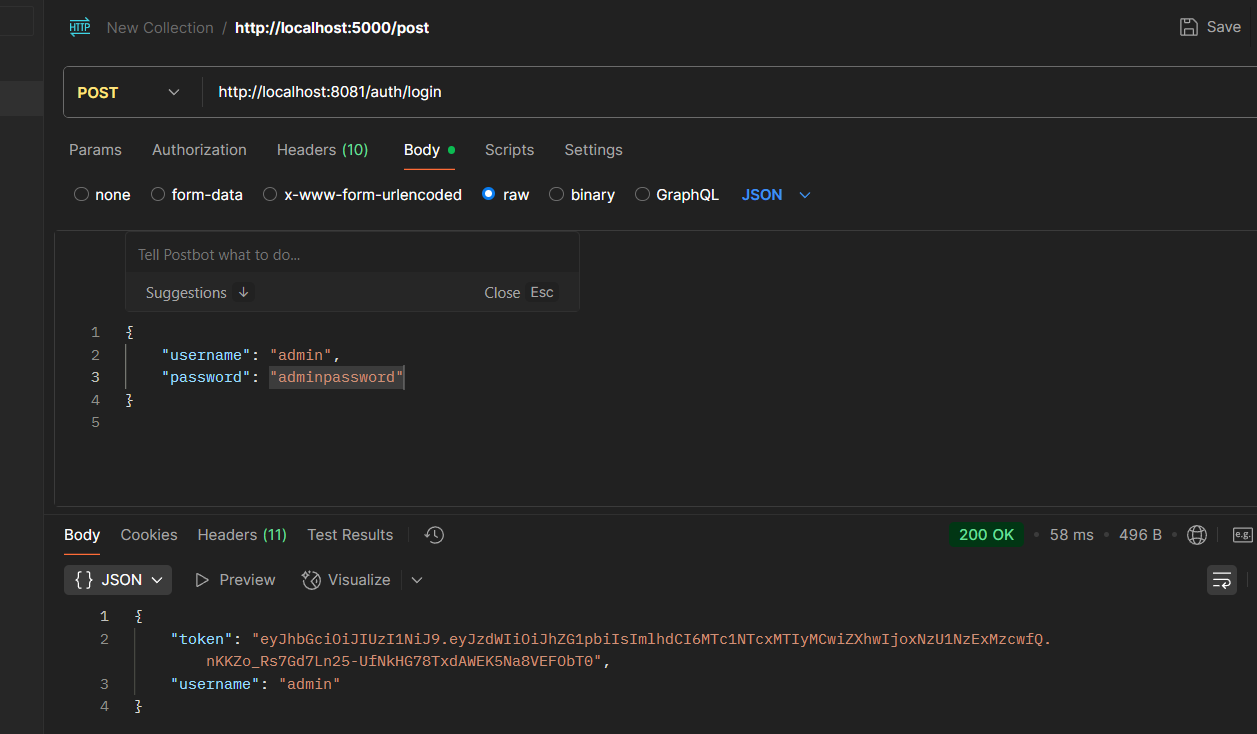 HTTP New Collection / http://localhost:5000/post Save
POST http://localhost:8081/auth/login
Params Authorization Headers (10) Body Scripts Settings
none form-data x-www-form-urlencoded raw binary GraphQL JSON
Tell Postbot what to do...
Suggestions ↓ Close Esc
1 {
2 "username": "admin",
3 "password": "adminpassword"
4 }
5
Body Cookies Headers (11) Test Results 200 OK • 58 ms • 496 B • e.g.
{} JSON Preview Visualize
1 {
2 "token": "eyJhbGciOiJIUzI1NiJ9.eyJzdWIiOiJhZG1pbiIsImlhdCI6MTc1NTcxMTIyMCwiZXhwIjoxNzU1NzExMzcwfQ.
nKKZo_Rs7Gd7Ln25-UfNkHG78TxdAWEK5Na8VEFObT0",
3 "username": "admin"
4 }